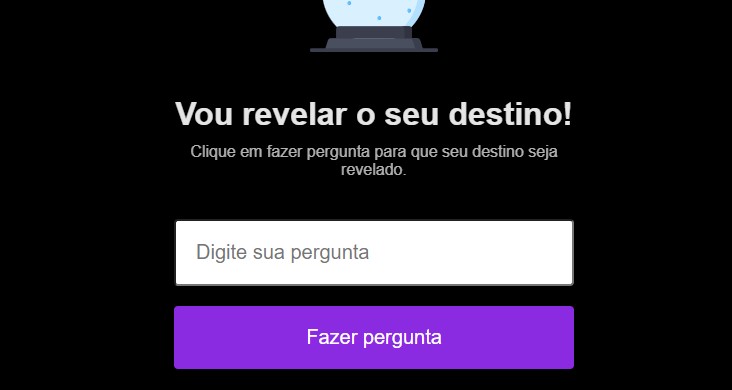 Vou revelar o seu destino!
Clique em fazer pergunta para que seu destino seja
revelado.
Digite sua pergunta
Fazer pergunta